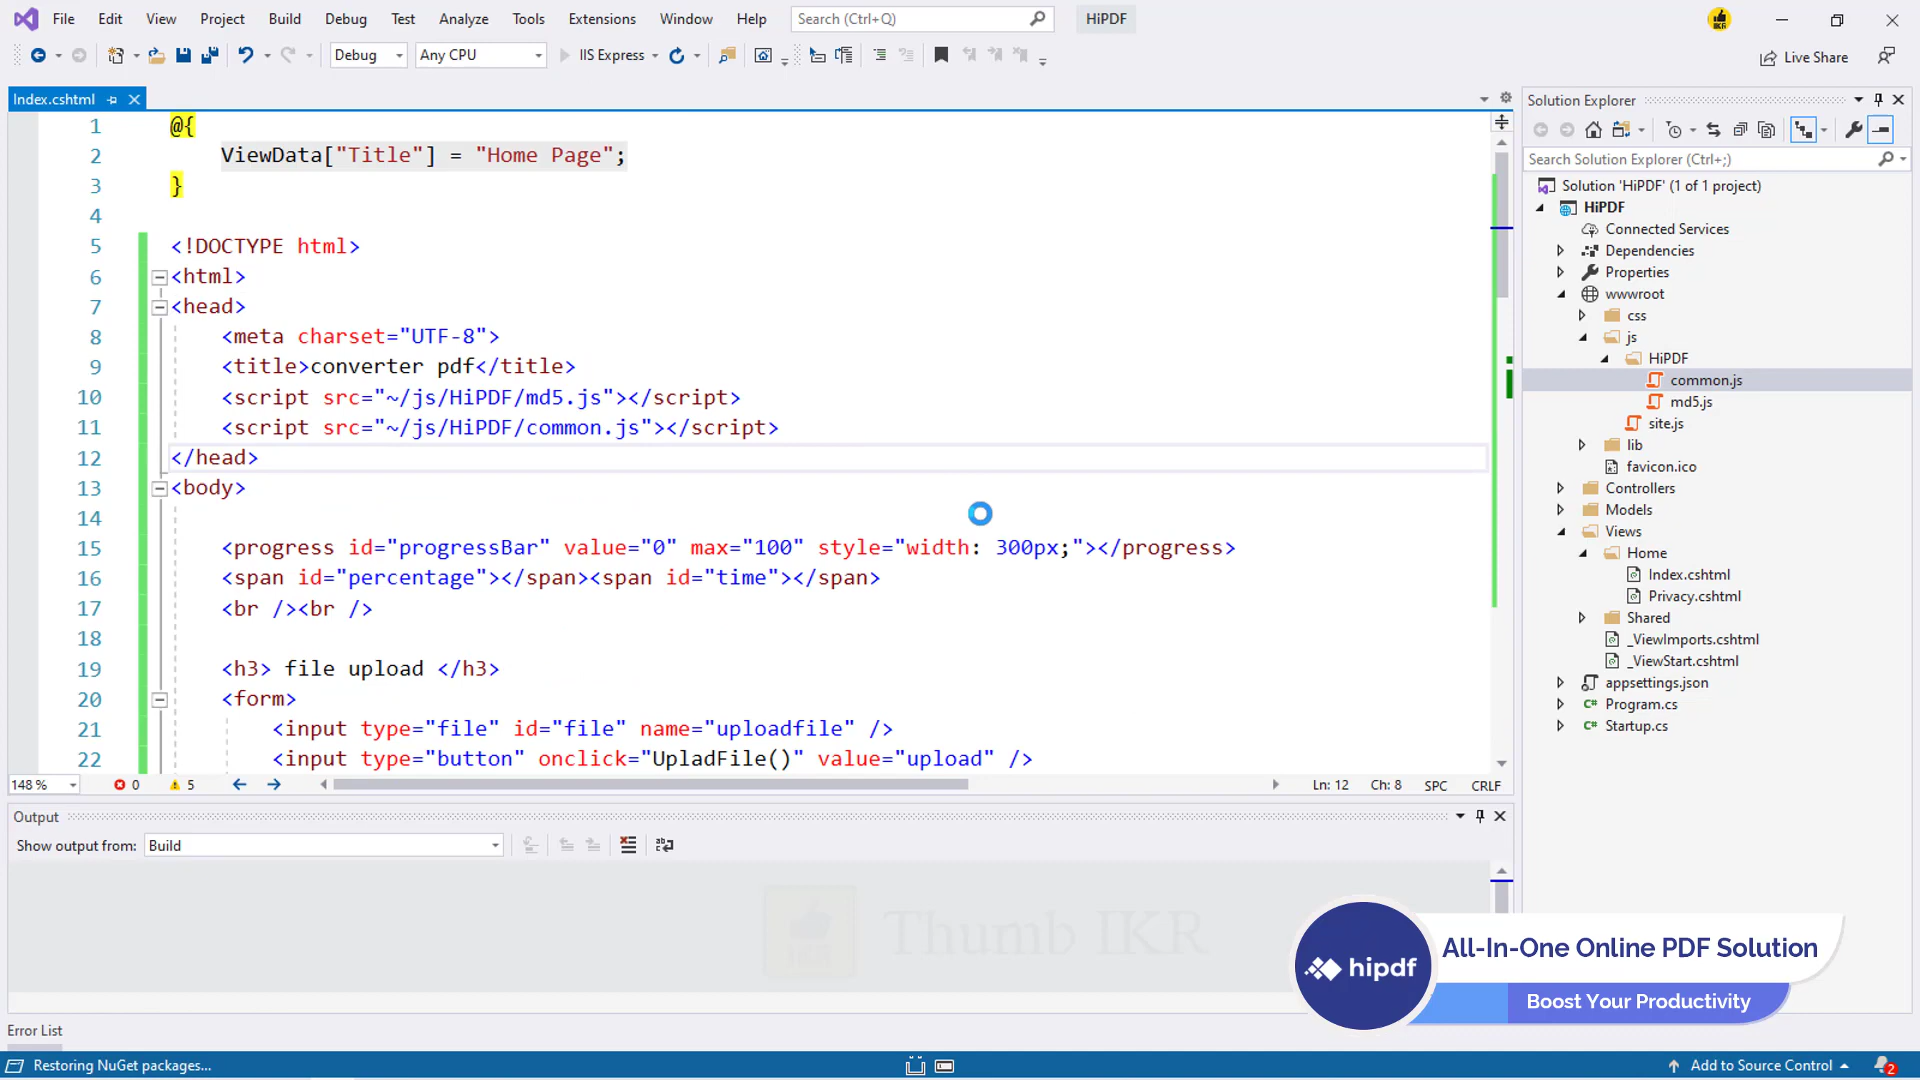 File Edit View Project Build Debug Test Analyze Tools Extensions Window Help Search (Ctrl+Q) HiPDF
Debug Any CPU IIS Express Live Share
Index.cshtml
1 @{
2 ViewData["Title"] = "Home Page";
3 }
4
5 <!DOCTYPE html>
6 <html>
7 <head>
8 <meta charset="UTF-8">
9 <title>converter pdf</title>
10 <script src="~/js/HiPDF/md5.js"></script>
11 <script src="~/js/HiPDF/common.js"></script>
12 </head>
13 <body>
14
15 <progress id="progressBar" value="0" max="100" style="width: 300px;"></progress>
16 <span id="percentage"></span><span id="time"></span>
17 <br /><br />
18
19 <h3> file upload </h3>
20 <form>
21 <input type="file" id="file" name="uploadfile" />
22 <input type="button" onclick="UpladFile()" value="upload" />
148 % 0 5 Ln: 12 Ch: 8 SPC CRLF
Output
Show output from: Build
Thumb IKR
IKR
Error List
Restoring NuGet packages... Add to Source Control 2
Solution Explorer
Search Solution Explorer (Ctrl+;)
Solution 'HiPDF' (1 of 1 project)
HiPDF
Connected Services
Dependencies
Properties
wwwroot
css
js
HiPDF
common.js
md5.js
site.js
lib
favicon.ico
Controllers
Models
Views
Home
Index.cshtml
Privacy.cshtml
Shared
_ViewImports.cshtml
_ViewStart.cshtml
appsettings.json
Program.cs
Startup.cs
hipdf
All-In-One Online PDF Solution
Boost Your Productivity